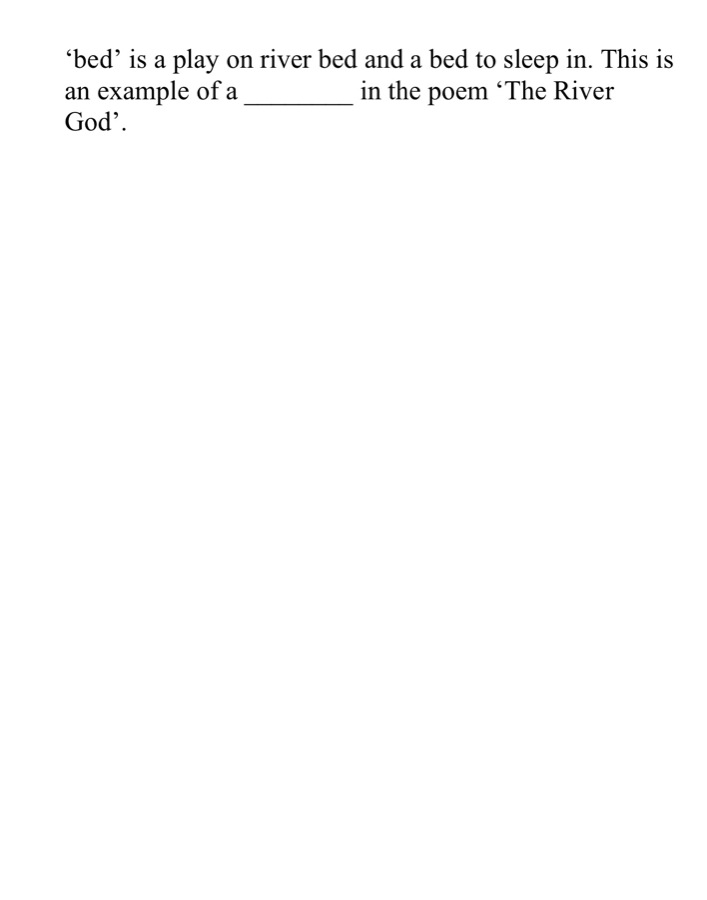 ‘bed’ is a play on river bed and a bed to sleep in. This is
an example of a ________ in the poem ‘The River
God’.